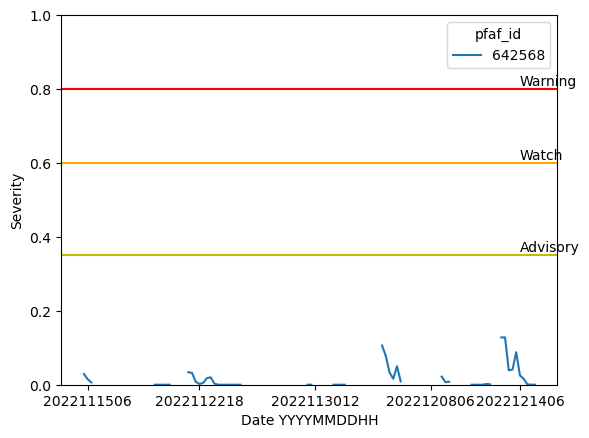 1.0
pfaf_id
642568
0.8
Warning
0.6
Watch
Severity
0.4
Advisory
0.2
0.0
2022111506 2022112218 2022113012 2022120806 2022121406
Date YYYYMMDDHH